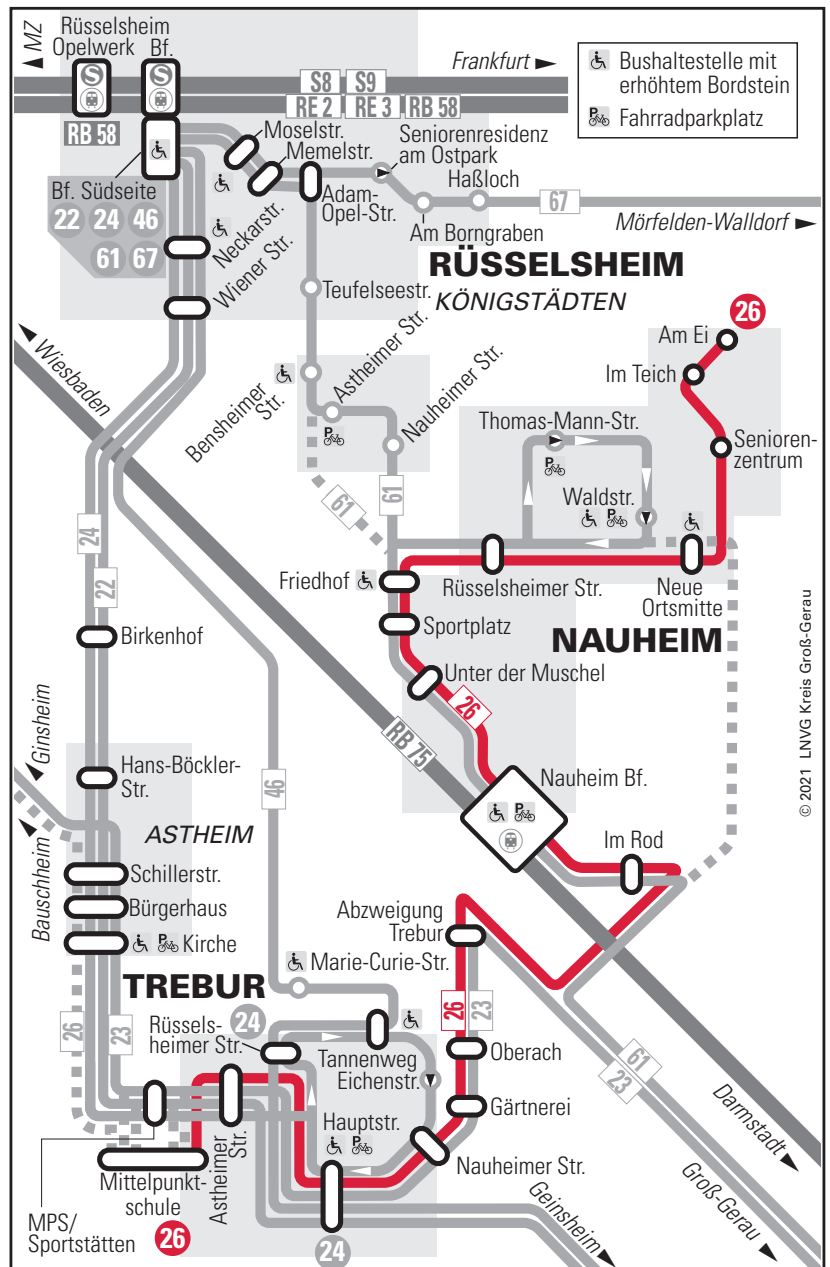 MZ
Rüsselsheim
Opelwerk
Bf.
S
S
RB 58
S8
S9
RE 2
RE 3
RB 58
Frankfurt
Bushaltestelle mit
erhöhtem Bordstein
P
Fahrradparkplatz
Moselstr.
Memelstr.
Seniorenresidenz
am Ostpark
Haßloch
Adam-
Opel-Str.
Am Borngraben
67
Mörfelden-Walldorf
Bf. Südseite
22
24
46
61
67
Neckarstr.
Wiener Str.
RÜSSELSHEIM
KÖNIGSTÄDTEN
Teufelseestr.
26
Am Ei
Im Teich
Wiesbaden
Bensheimer
Str.
Astheimer Str.
P
Nauheimer Str.
Thomas-Mann-Str.
P
Senioren-
zentrum
Waldstr.
P
61
61
24
22
Friedhof
Rüsselsheimer Str.
Neue
Ortsmitte
Sportplatz
NAUHEIM
Birkenhof
Unter der Muschel
26
RB 75
Ginsheim
Hans-Böckler-
Str.
46
Nauheim Bf.
P
© 2021 LNVG Kreis Groß-Gerau
ASTHEIM
Im Rod
Bauschheim
Schillerstr.
Bürgerhaus
P
Kirche
Abzweigung
Trebur
Marie-Curie-Str.
TREBUR
26
23
Rüssels-
heimer Str.
24
26
23
Tannenweg
Eichenstr.
Oberach
61
23
Gärtnerei
Darmstadt
Hauptstr.
P
Nauheimer Str.
Mittelpunkt-
schule
Astheimer
Str.
Groß-Gerau
Geinsheim
MPS/
Sportstätten
26
24